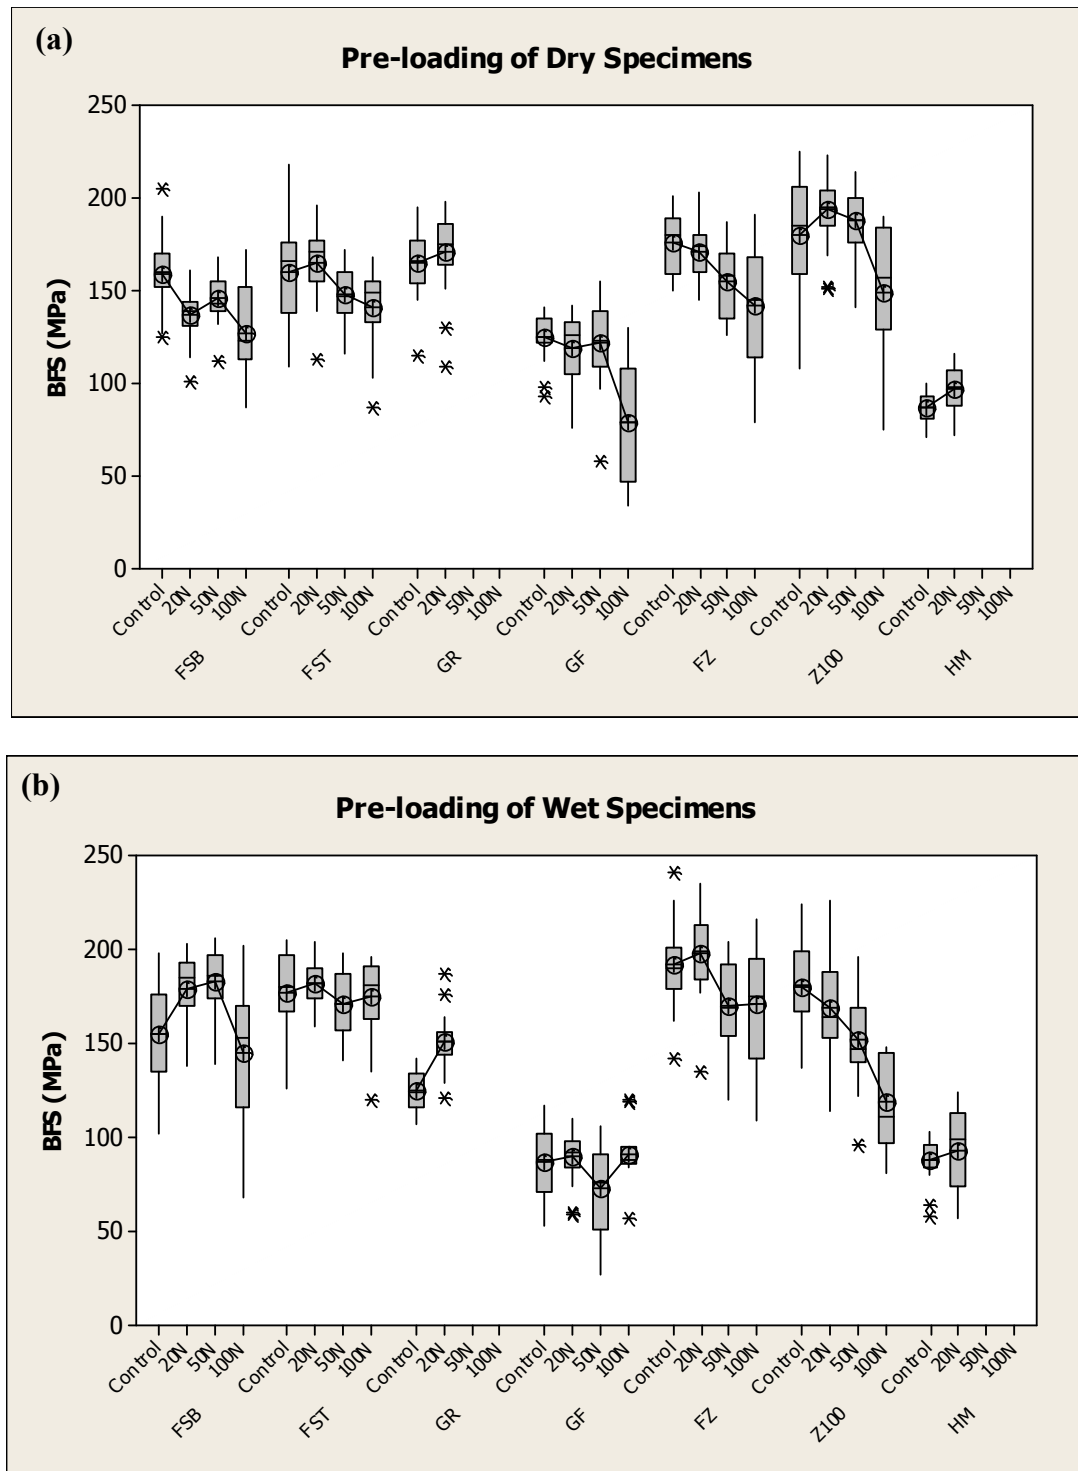 (a)
Pre-loading of Dry Specimens
BFS (MPa)
250
200
150
100
50
0
Control 20N 50N 100N Control 20N 50N 100N Control 20N 50N 100N Control 20N 50N 100N Control 20N 50N 100N Control 20N 50N 100N Control 20N 50N 100N
FSB FST GR GF FZ Z100 HM
(b)
Pre-loading of Wet Specimens
BFS (MPa)
250
200
150
100
50
0
Control 20N 50N 100N Control 20N 50N 100N Control 20N 50N 100N Control 20N 50N 100N Control 20N 50N 100N Control 20N 50N 100N Control 20N 50N 100N
FSB FST GR GF FZ Z100 HM